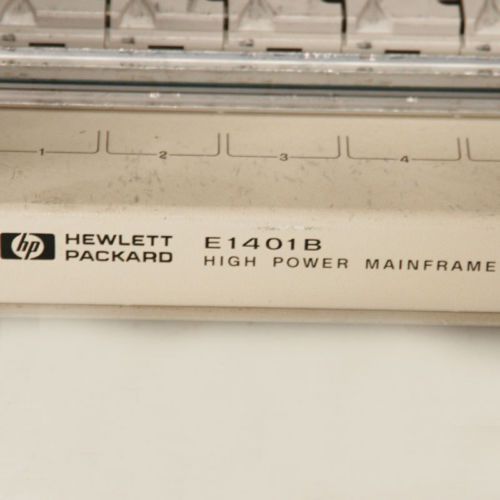 1 2 3 4
hp HEWLETT PACKARD E1401B
HIGH POWER MAINFRAME